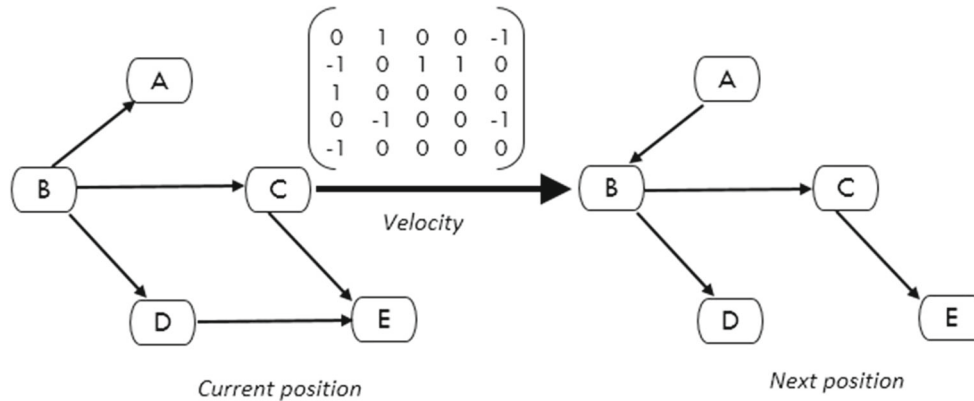 0 1 0 0 -1
-1 0 1 1 0
1 0 0 0 0
0 -1 0 0 -1
-1 0 0 0 0
A
B
C
D
E
Velocity
Current position
A
B
C
D
E
Next position